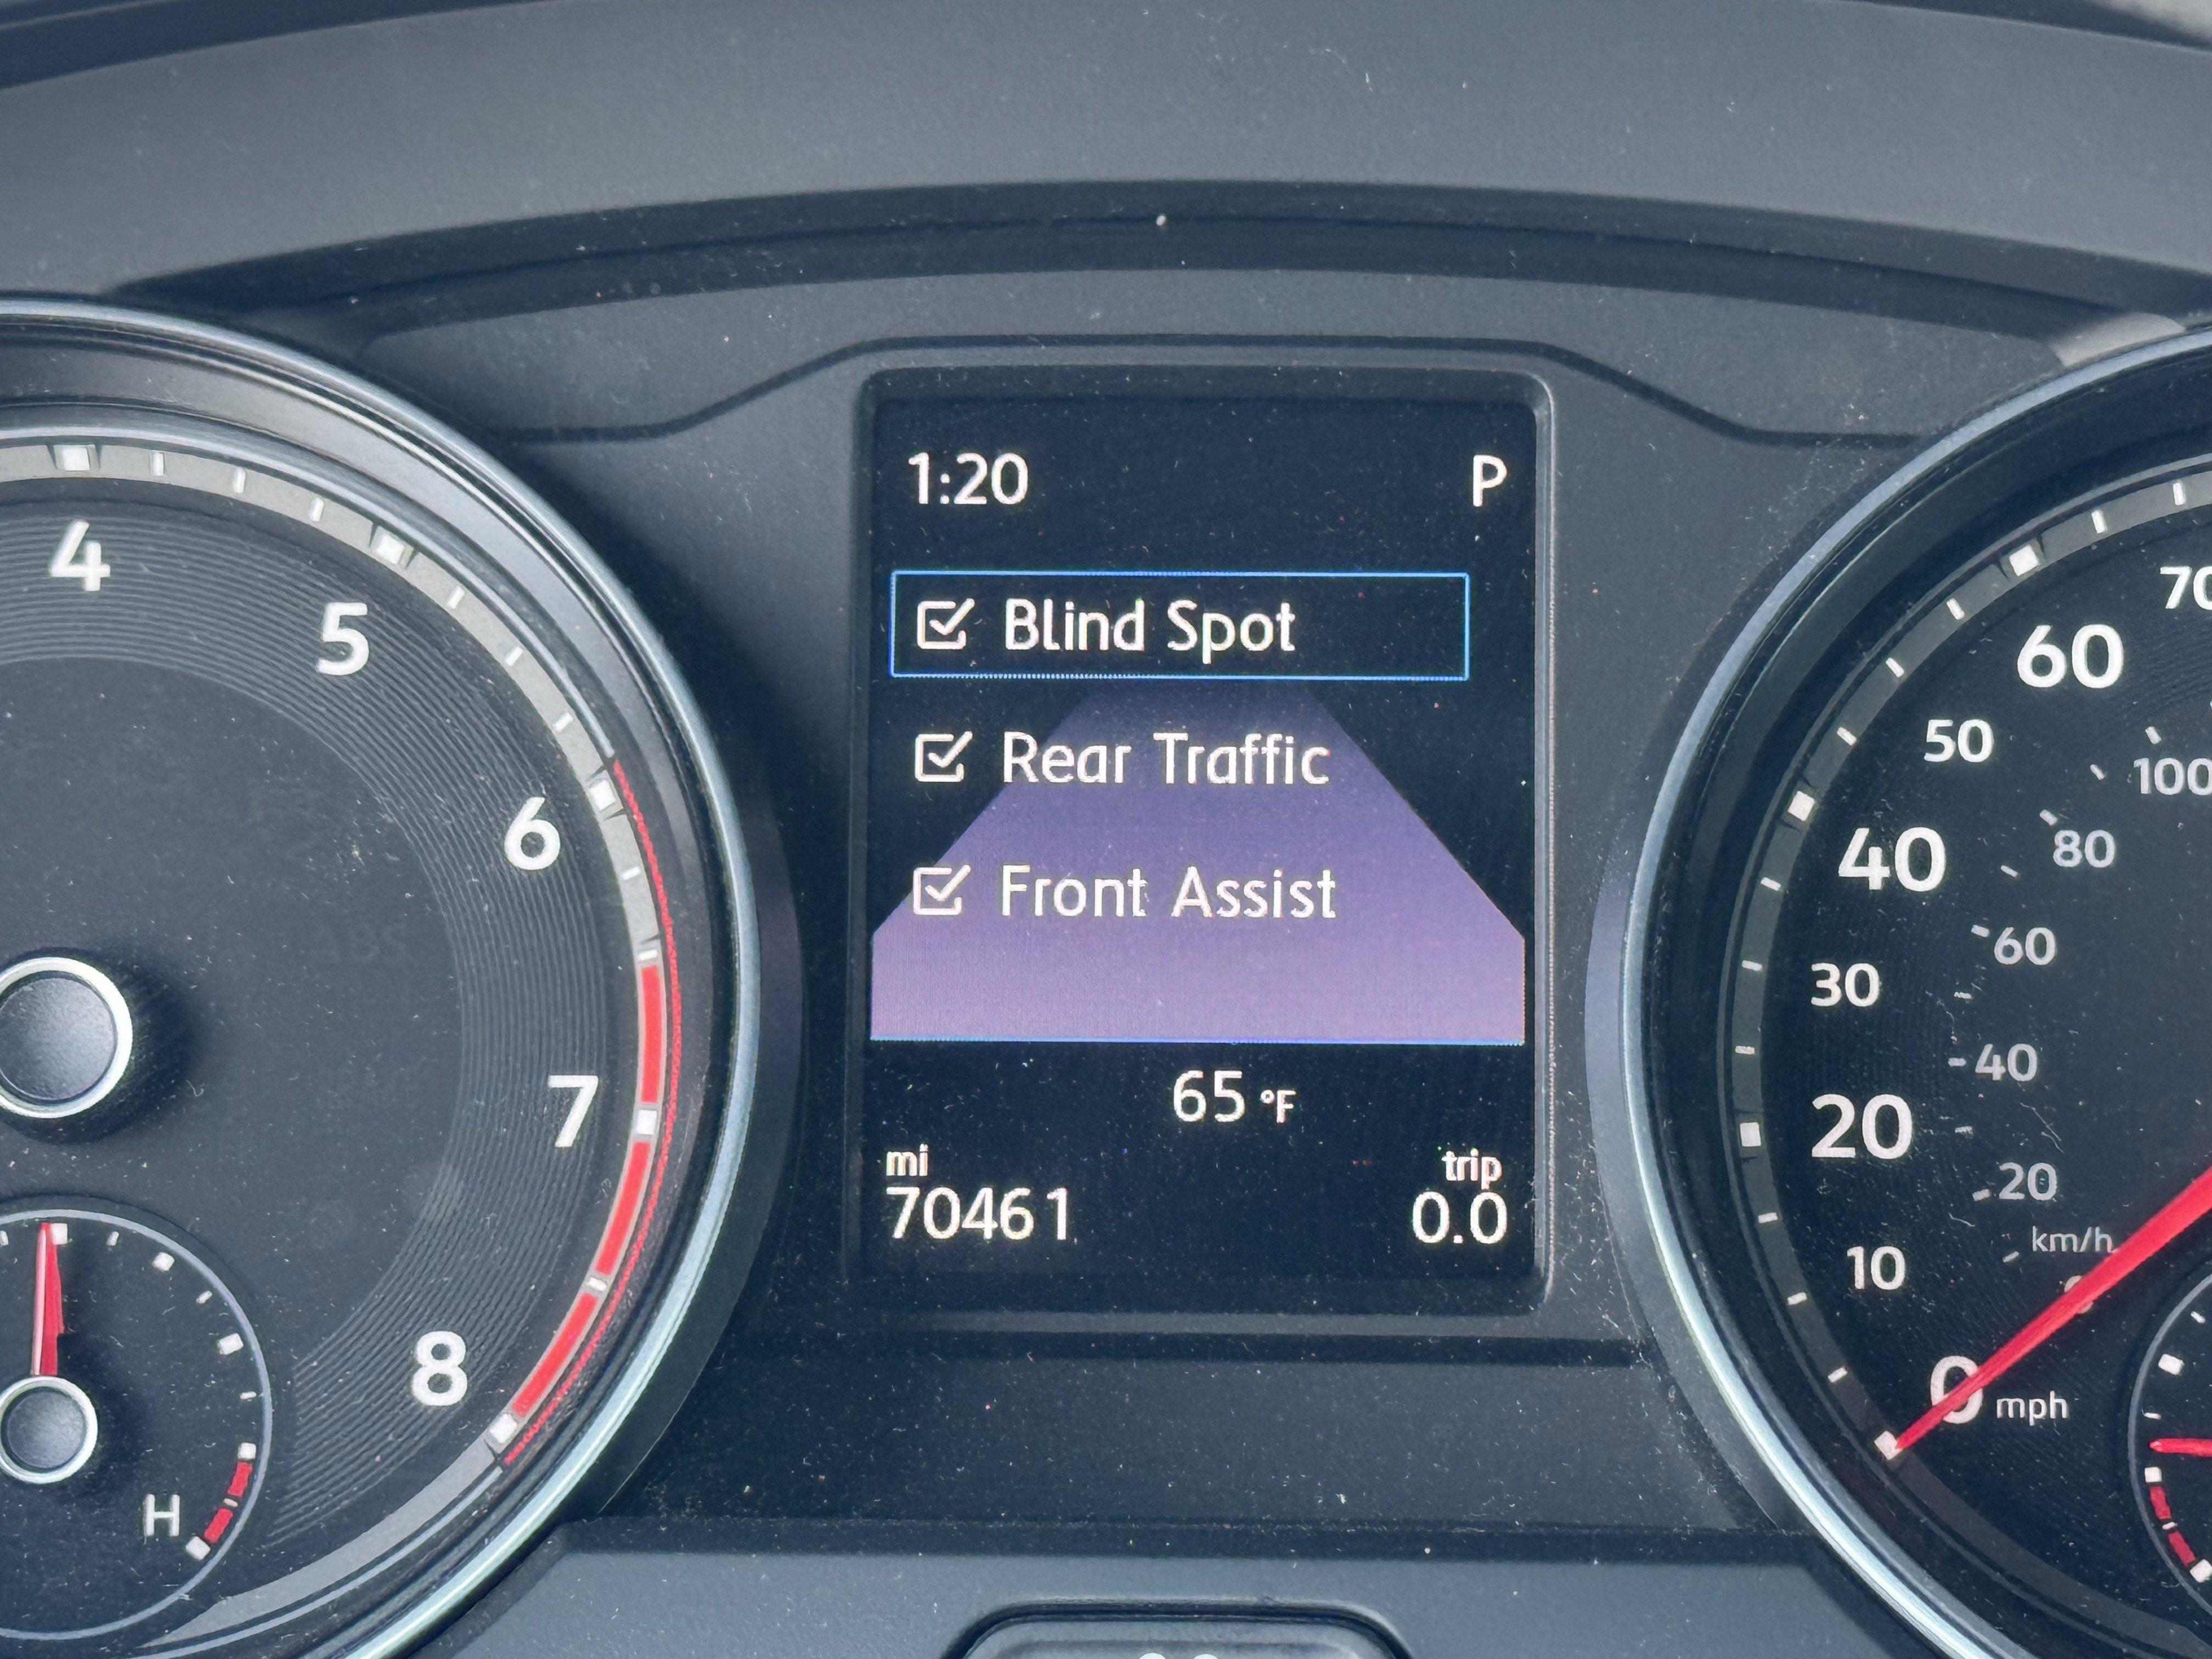 1:20 P
Blind Spot
Rear Traffic
Front Assist
65 °F
mi trip
70461 0.0
4
5
6
7
8
H
60
50
40
30
20
10
0 mph
100
80
60
40
20
km/h